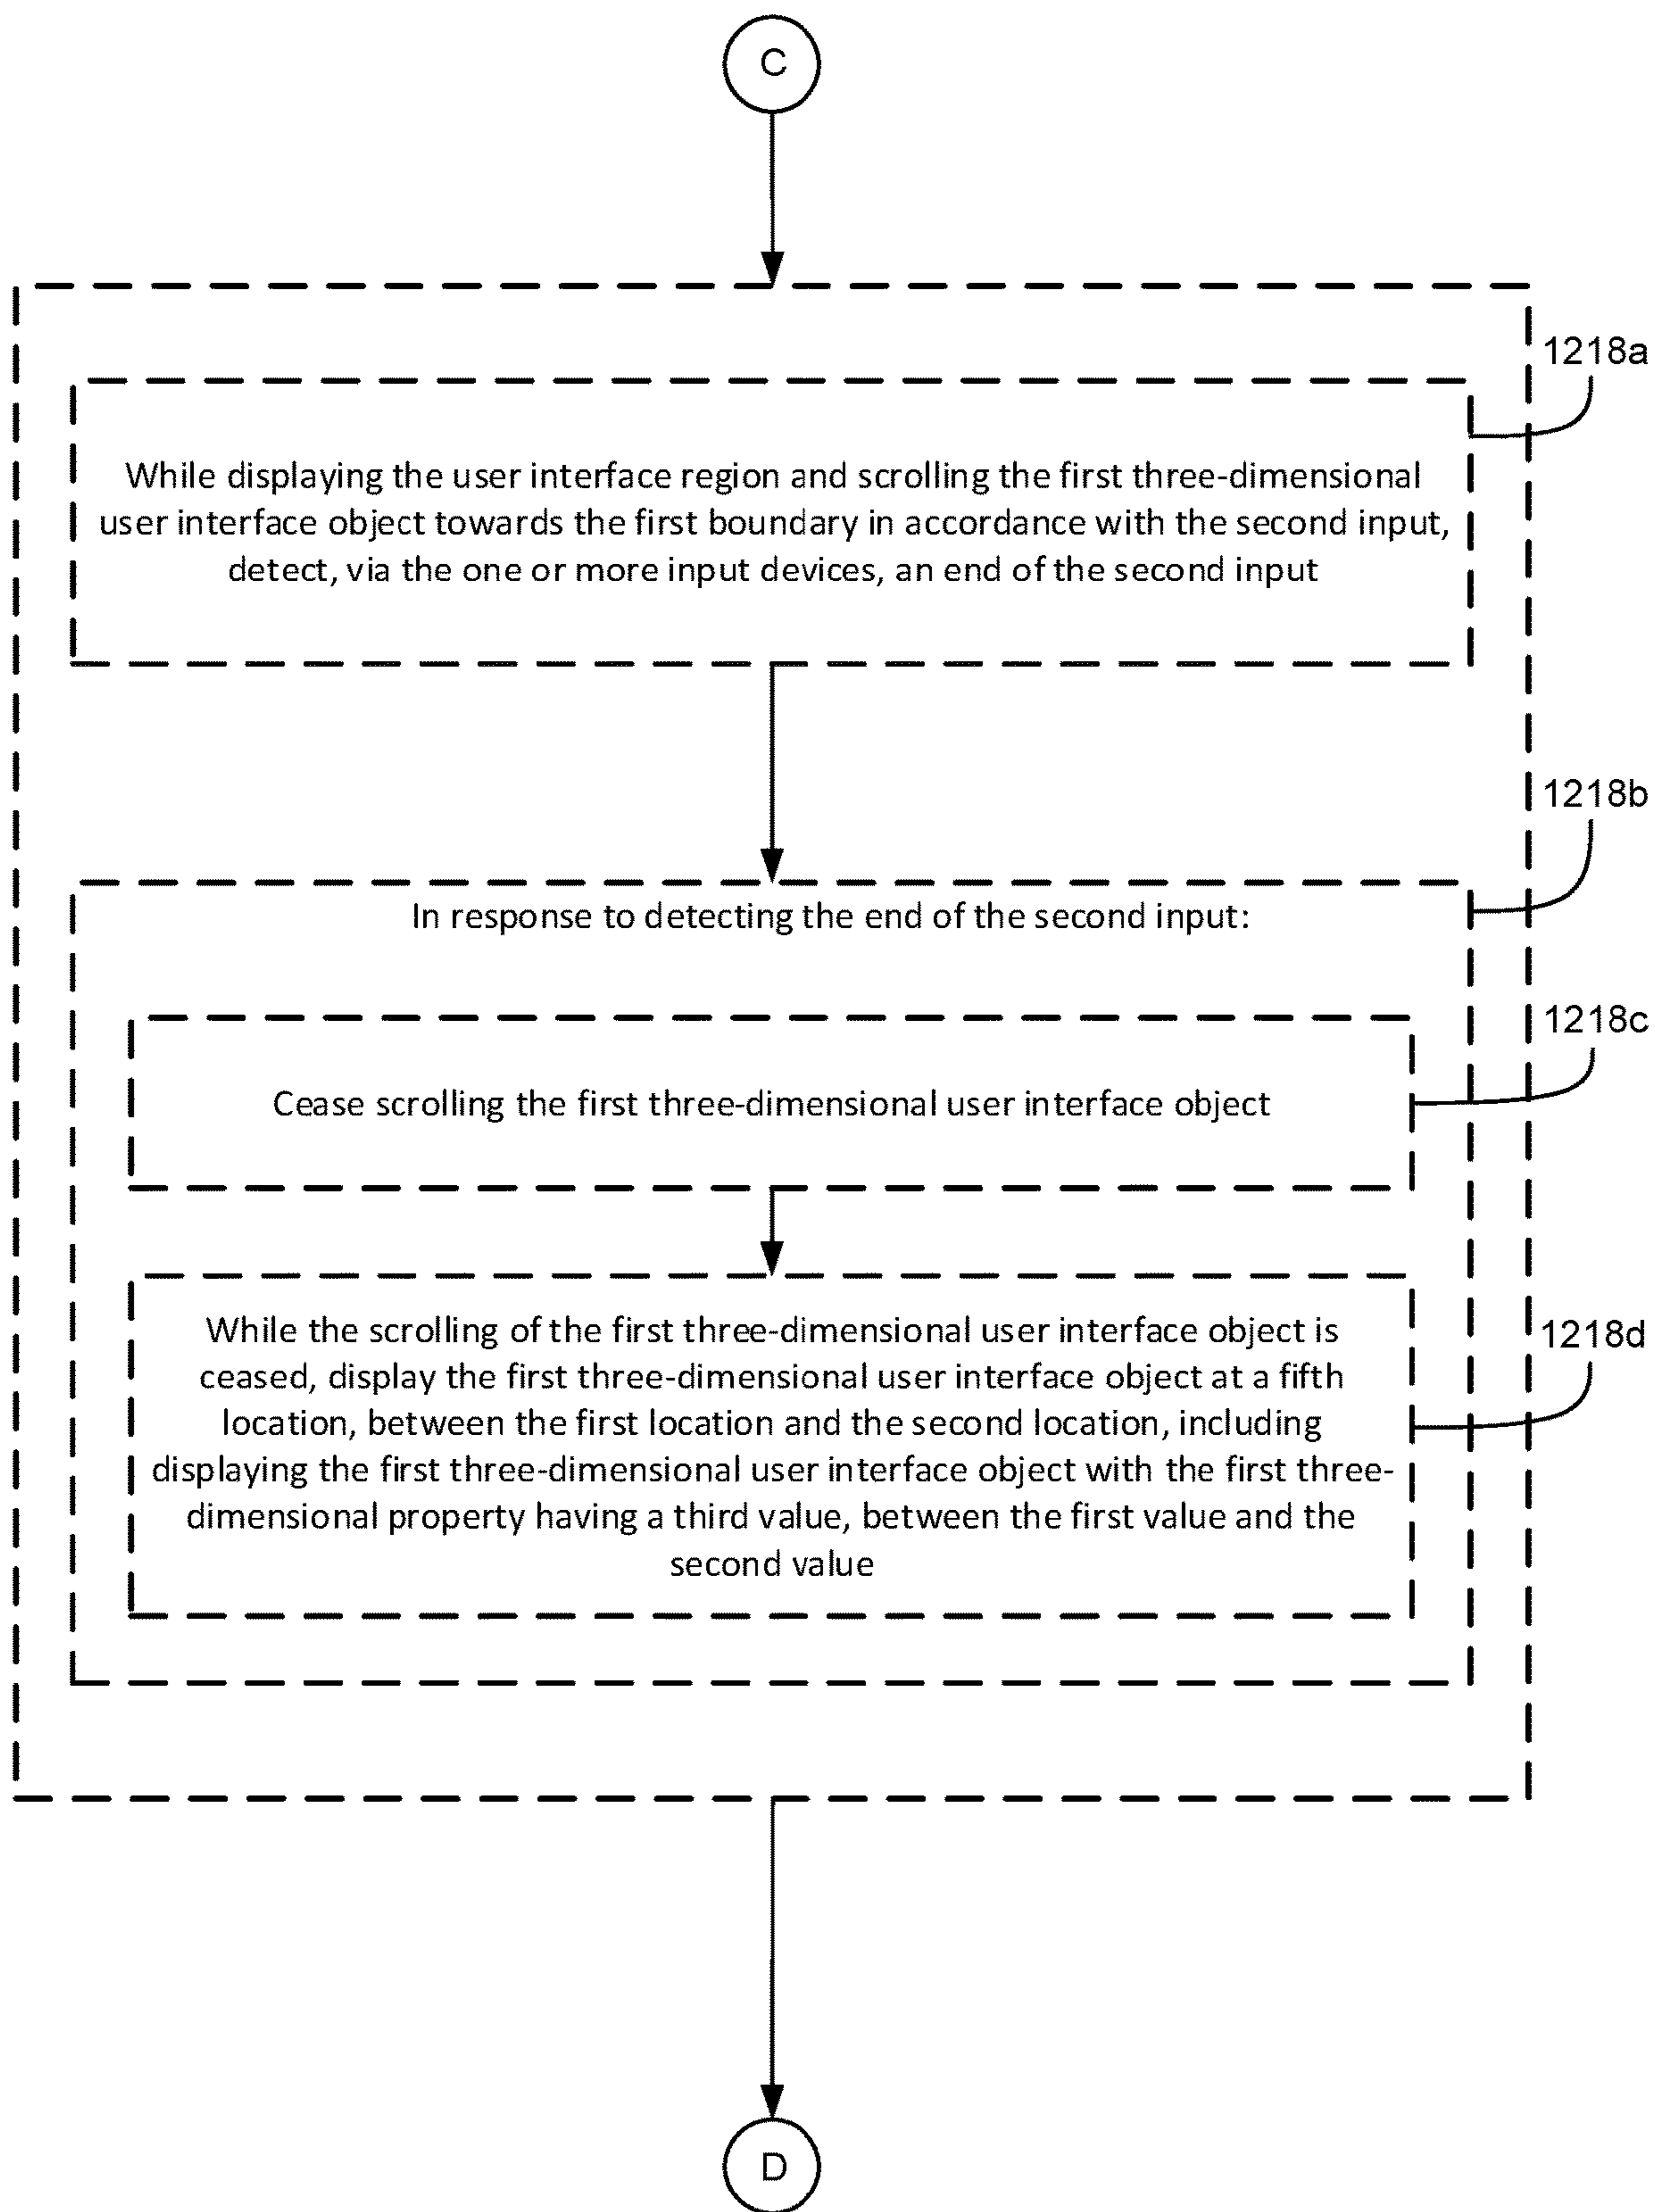 C
1218a
While displaying the user interface region and scrolling the first three-dimensional
user interface object towards the first boundary in accordance with the second input,
detect, via the one or more input devices, an end of the second input
1218b
In response to detecting the end of the second input:
1218c
Cease scrolling the first three-dimensional user interface object
1218d
While the scrolling of the first three-dimensional user interface object is
ceased, display the first three-dimensional user interface object at a fifth
location, between the first location and the second location, including
displaying the first three-dimensional user interface object with the first three-
dimensional property having a third value, between the first value and the
second value
D